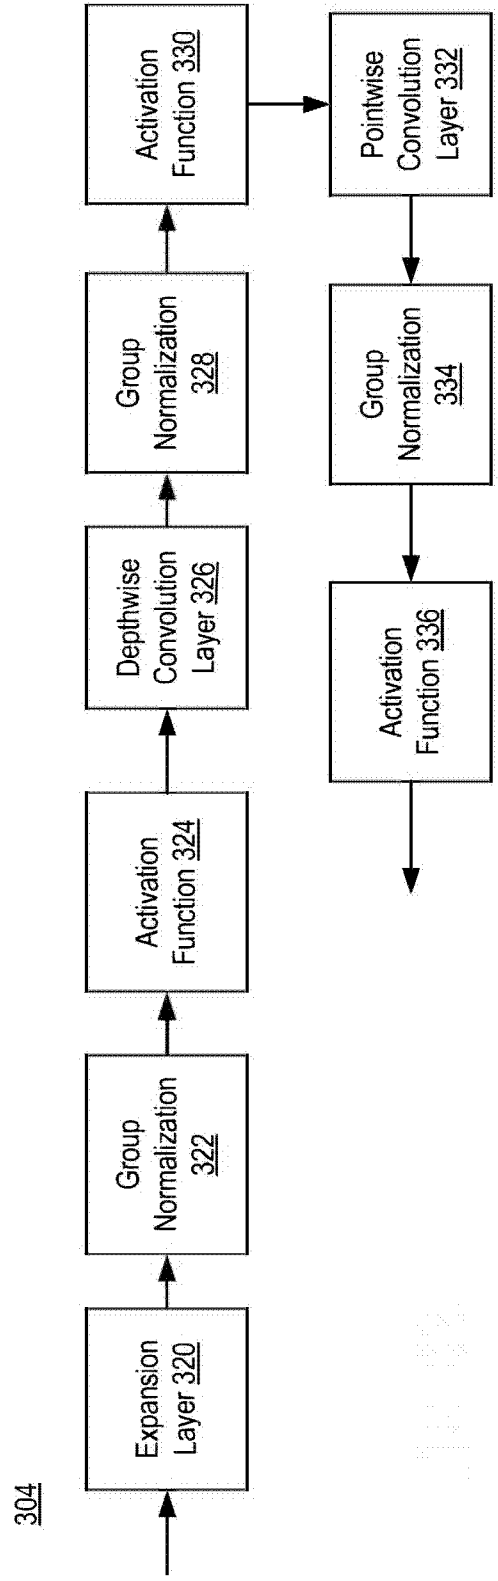 304
Expansion
Layer 320
Group
Normalization
322
Activation
Function 324
Depthwise
Convolution
Layer 326
Group
Normalization
328
Activation
Function 330
Pointwise
Convolution
Layer 332
Group
Normalization
334
Activation
Function 336